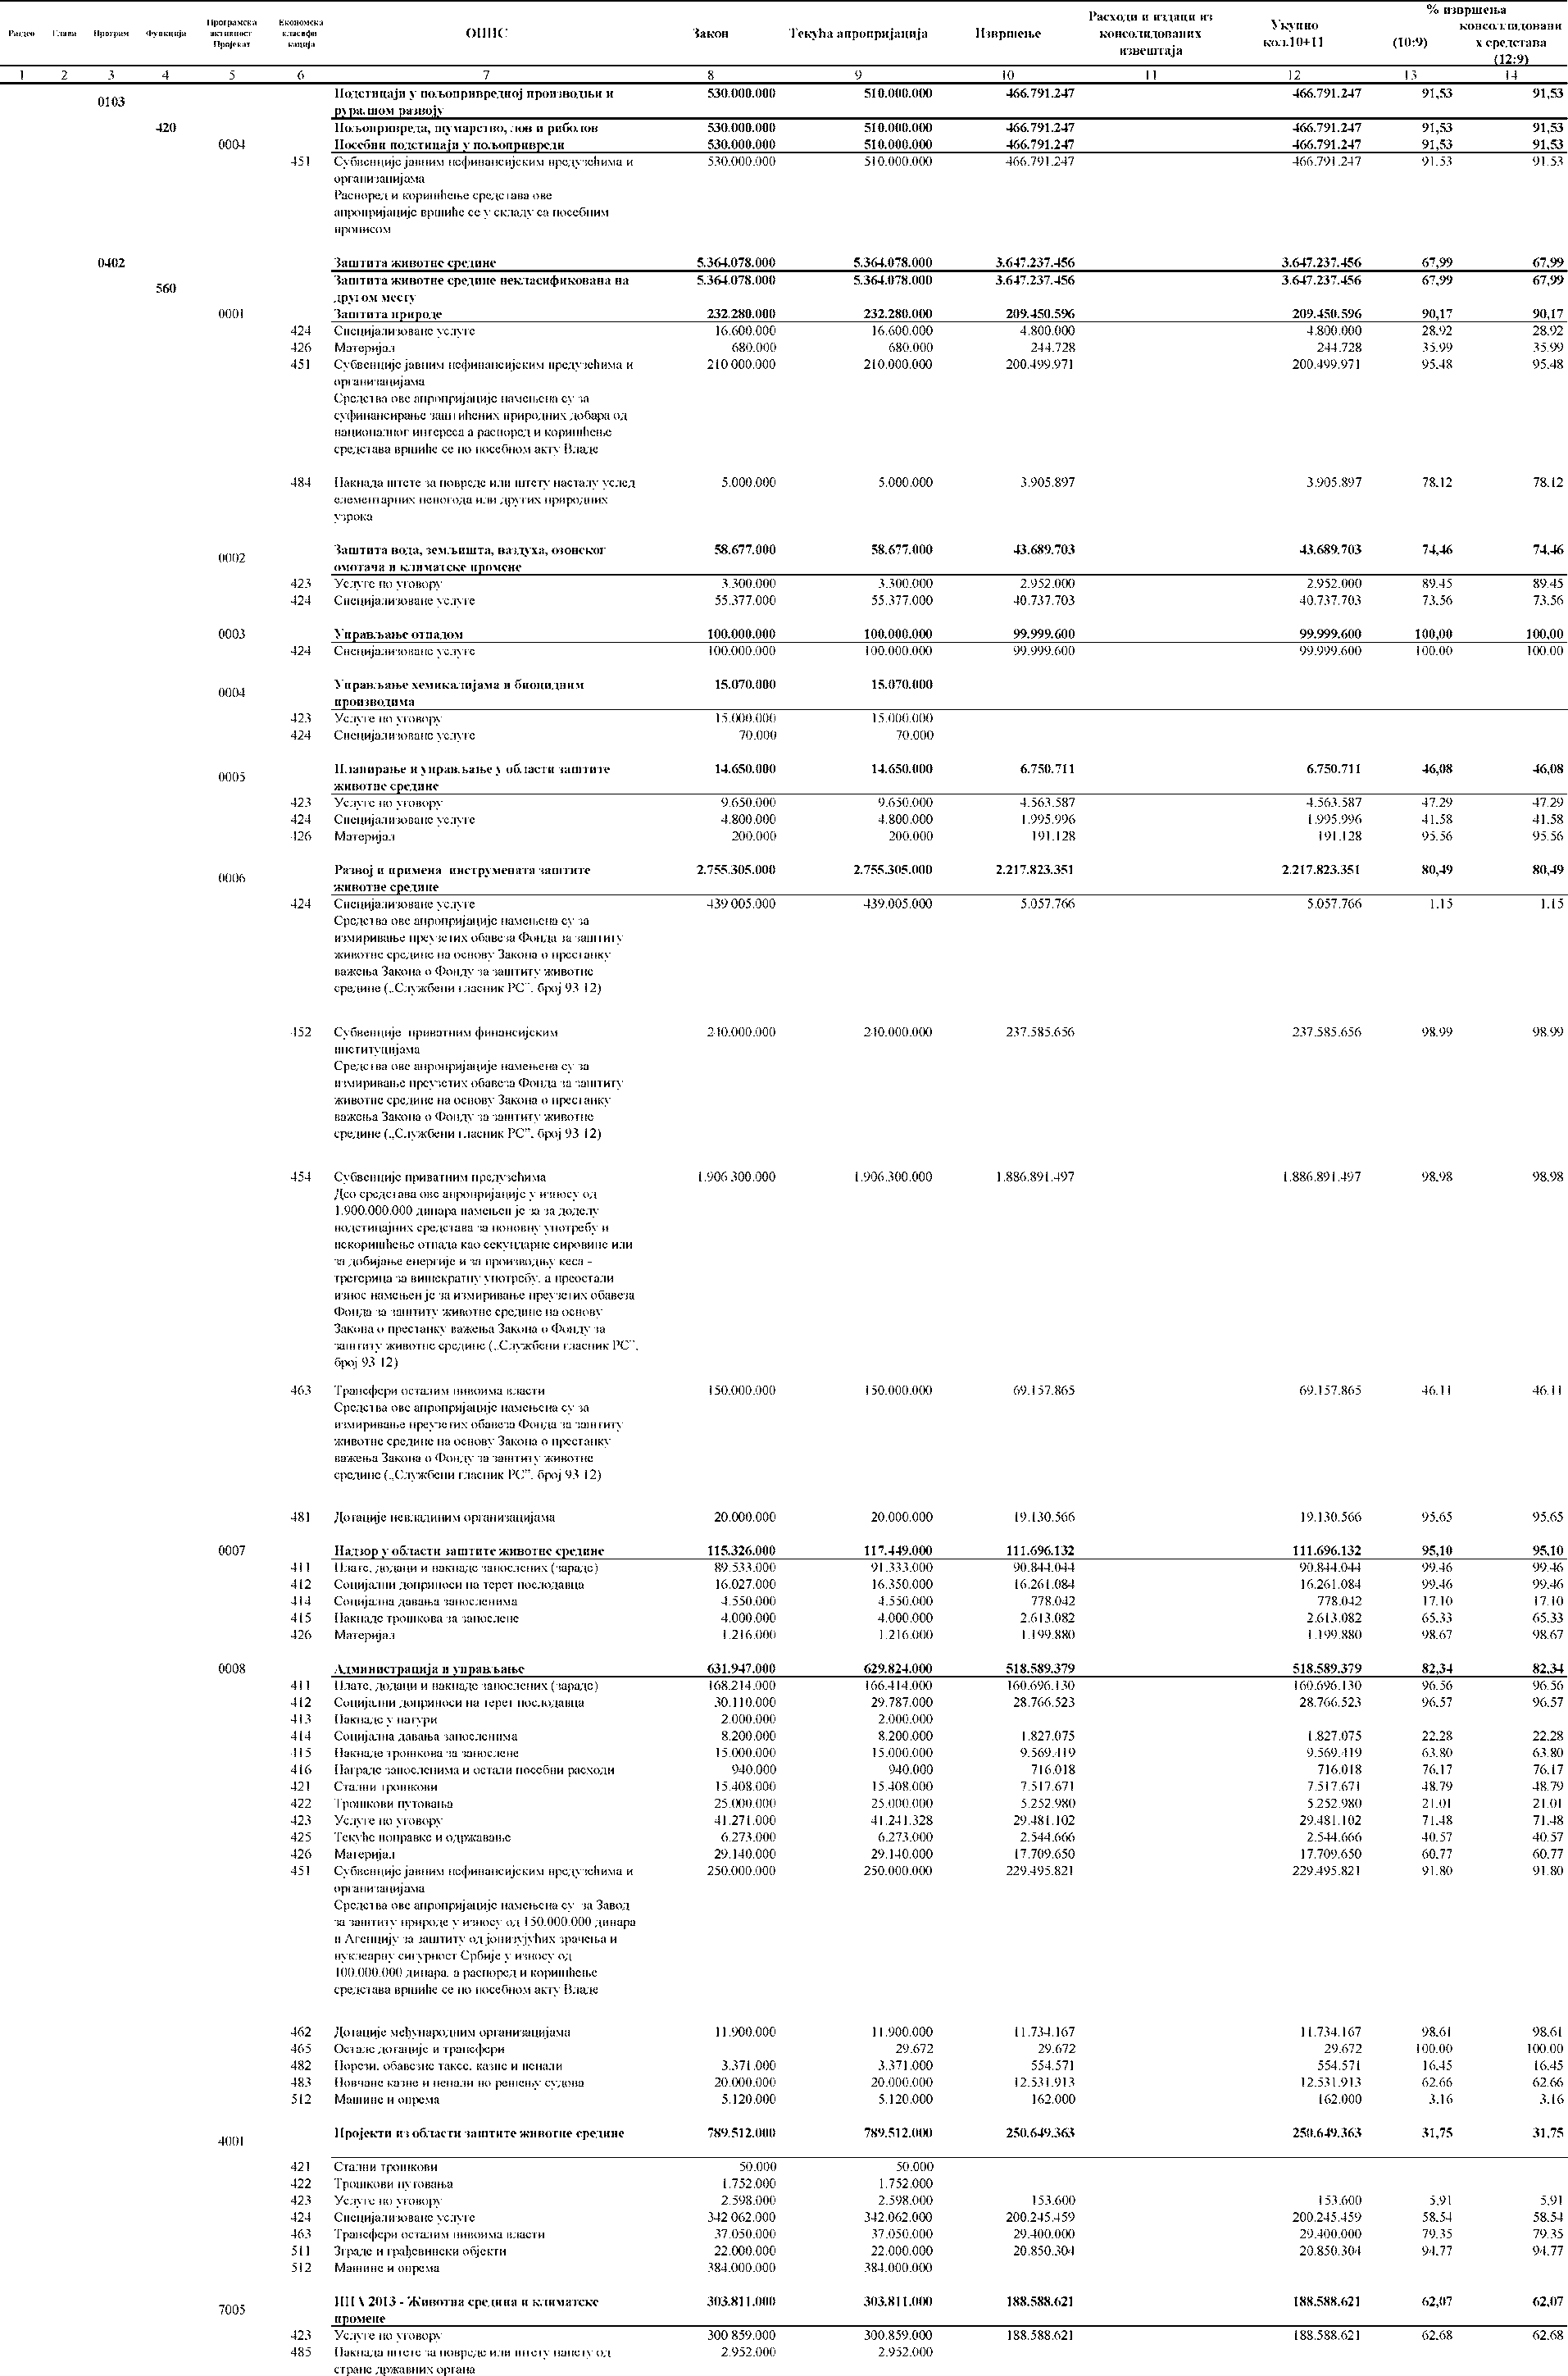 Раздео Глава Програм Функција Програмска активност Пројекат Економска класифи кација ОПИС Закон Текућа апропријација Извршење Расходи и издаци из консолидованих извештаја Укупно кол.10+11 % извршења (10:9) консолидовани х средстава (12:9)
1 2 3 4 5 6 7 8 9 10 11 12 13 14
0103 Подстицаји у пољопривредној производњи и 530.000.000 510.000.000 466.791.247 466.791.247 91,53 91,53
руралном развоју
420 Пољопривреда, шумарство, лов и риболов 530.000.000 510.000.000 466.791.247 466.791.247 91,53 91,53
0004 Посебни подстицаји у пољопривреди 530.000.000 510.000.000 466.791.247 466.791.247 91,53 91,53
451 Субвенције јавним нефинансијским предузећима и 530.000.000 510.000.000 466.791.247 466.791.247 91.53 91.53
организацијама
Распоред и коришћење средстава ове
апропријације вршиће се у складу са посебним
прописом
0402 Заштита животне средине 5.364.078.000 5.364.078.000 3.647.237.456 3.647.237.456 67,99 67,99
560 Заштита животне средине некласификована на 5.364.078.000 5.364.078.000 3.647.237.456 3.647.237.456 67,99 67,99
другом месту
0001 Заштита природе 232.280.000 232.280.000 209.450.596 209.450.596 90,17 90,17
424 Специјализоване услуге 16.600.000 16.600.000 4.800.000 4.800.000 28.92 28.92
426 Материјал 680.000 680.000 244.728 244.728 35.99 35.99
451 Субвенције јавним нефинансијским предузећима и 210.000.000 210.000.000 200.499.971 200.499.971 95.48 95.48
организацијама
Средства ове апропријације намењена су за
суфинансирање заштићених природних добара од
националног интереса а распоред и коришћење
средстава вршиће се по посебном акту Владе
484 Накнада штете за повреде или штету насталу услед 5.000.000 5.000.000 3.905.897 3.905.897 78.12 78.12
елементарних непогода или других природних
узрока
0002 Заштита вода, земљишта, ваздуха, озонског 58.677.000 58.677.000 43.689.703 43.689.703 74,46 74,46
омотача и климатске промене
423 Услуге по уговору 3.300.000 3.300.000 2.952.000 2.952.000 89.45 89.45
424 Специјализоване услуге 55.377.000 55.377.000 40.737.703 40.737.703 73.56 73.56
0003 Управљање отпадом 100.000.000 100.000.000 99.999.600 99.999.600 100,00 100,00
424 Специјализоване услуге 100.000.000 100.000.000 99.999.600 99.999.600 100.00 100.00
0004 Управљање хемикалијама и биоцидним 15.070.000 15.070.000
производима
423 Услуге по уговору 15.000.000 15.000.000
424 Специјализоване услуге 70.000 70.000
0005 Планирање и управљање у области заштите 14.650.000 14.650.000 6.750.711 6.750.711 46,08 46,08
животне средине
423 Услуге по уговору 9.650.000 9.650.000 4.563.587 4.563.587 47.29 47.29
424 Специјализоване услуге 4.800.000 4.800.000 1.995.996 1.995.996 41.58 41.58
426 Материјал 200.000 200.000 191.128 191.128 95.56 95.56
0006 Развој и примена инструмената заштите 2.755.305.000 2.755.305.000 2.217.823.351 2.217.823.351 80,49 80,49
животне средине
424 Специјализоване услуге 439.005.000 439.005.000 5.057.766 5.057.766 1.15 1.15
Средства ове апропријације намењена су за
измиривање преузетих обавеза Фонда за заштиту
животне средине на основу Закона о престанку
важења Закона о Фонду за заштиту животне
средине („Службени гласник РС”, број 93/12)
452 Субвенције приватним финансијским 240.000.000 240.000.000 237.585.656 237.585.656 98.99 98.99
институцијама
Средства ове апропријације намењена су за
измиривање преузетих обавеза Фонда за заштиту
животне средине на основу Закона о престанку
важења Закона о Фонду за заштиту животне
средине („Службени гласник РС”, број 93/12)
454 Субвенције приватним предузећима 1.906.300.000 1.906.300.000 1.886.891.497 1.886.891.497 98.98 98.98
Део средстава ове апропријације у износу од
1.900.000.000 динара намењен је за за доделу
подстицајних средстава за поновну употребу и
искоришћење отпада као секундарне сировине или
за добијање енергије и за производњу кеса -
трегерица за вишекратну употребу, а преостали
износ намењен је за измиривање преузетих обавеза
Фонда за заштиту животне средине на основу
Закона о престанку важења Закона о Фонду за
заштиту животне средине („Службени гласник РС”,
број 93/12)
463 Трансфери осталим нивоима власти 150.000.000 150.000.000 69.157.865 69.157.865 46.11 46.11
Средства ове апропријације намењена су за
измиривање преузетих обавеза Фонда за заштиту
животне средине на основу Закона о престанку
важења Закона о Фонду за заштиту животне
средине („Службени гласник РС”, број 93/12)
481 Дотације невладиним организацијама 20.000.000 20.000.000 19.130.566 19.130.566 95.65 95.65
0007 Надзор у области заштите животне средине 115.326.000 117.449.000 111.696.132 111.696.132 95,10 95,10
411 Плате, додаци и накнаде запослених (зараде) 89.533.000 91.333.000 90.844.044 90.844.044 99.46 99.46
412 Социјални доприноси на терет послодавца 16.027.000 16.350.000 16.261.084 16.261.084 99.46 99.46
414 Социјална давања запосленима 4.550.000 4.550.000 778.042 778.042 17.10 17.10
415 Накнаде трошкова за запослене 4.000.000 4.000.000 2.613.082 2.613.082 65.33 65.33
426 Материјал 1.216.000 1.216.000 1.199.880 1.199.880 98.67 98.67
0008 Администрација и управљање 631.947.000 629.824.000 518.589.379 518.589.379 82,34 82,34
411 Плате, додаци и накнаде запослених (зараде) 168.214.000 166.414.000 160.696.130 160.696.130 96.56 96.56
412 Социјални доприноси на терет послодавца 30.110.000 29.787.000 28.766.523 28.766.523 96.57 96.57
413 Накнаде у натури 2.000.000 2.000.000
414 Социјална давања запосленима 8.200.000 8.200.000 1.827.075 1.827.075 22.28 22.28
415 Накнаде трошкова за запослене 15.000.000 15.000.000 9.569.419 9.569.419 63.80 63.80
416 Награде запосленима и остали посебни расходи 940.000 940.000 716.018 716.018 76.17 76.17
421 Стални трошкови 15.408.000 15.408.000 7.517.671 7.517.671 48.79 48.79
422 Трошкови путовања 25.000.000 25.000.000 5.252.980 5.252.980 21.01 21.01
423 Услуге по уговору 41.271.000 41.241.328 29.481.102 29.481.102 71.48 71.48
425 Текуће поправке и одржавање 6.273.000 6.273.000 2.544.666 2.544.666 40.57 40.57
426 Материјал 29.140.000 29.140.000 17.709.650 17.709.650 60.77 60.77
451 Субвенције јавним нефинансијским предузећима и 250.000.000 250.000.000 229.495.821 229.495.821 91.80 91.80
организацијама
Средства ове апропријације намењена су за Завод
за заштиту природе у износу од 150.000.000 динара
и Агенцију за заштиту од јонизујућих зрачења и
нуклеарну сигурност Србије у износу од
100.000.000 динара, а распоред и коришћење
средстава вршиће се по посебном акту Владе
462 Дотације међународним организацијама 11.900.000 11.900.000 11.734.167 11.734.167 98.61 98.61
465 Остале дотације и трансфери 29.672 29.672 29.672 100.00 100.00
482 Порези, обавезне таксе, казне и пенали 3.371.000 3.371.000 554.571 554.571 16.45 16.45
483 Новчане казне и пенали по решењу судова 20.000.000 20.000.000 12.531.913 12.531.913 62.66 62.66
512 Машине и опрема 5.120.000 5.120.000 162.000 162.000 3.16 3.16
4001 Пројекти из области заштите животне средине 789.512.000 789.512.000 250.649.363 250.649.363 31,75 31,75
421 Стални трошкови 50.000 50.000
422 Трошкови путовања 1.752.000 1.752.000
423 Услуге по уговору 2.598.000 2.598.000 153.600 153.600 5.91 5.91
424 Специјализоване услуге 342.062.000 342.062.000 200.245.459 200.245.459 58.54 58.54
463 Трансфери осталим нивоима власти 37.050.000 37.050.000 29.400.000 29.400.000 79.35 79.35
511 Зграде и грађевински објекти 22.000.000 22.000.000 20.850.304 20.850.304 94.77 94.77
512 Машине и опрема 384.000.000 384.000.000
7005 ИПА 2013 - Животна средина и климатске 303.811.000 303.811.000 188.588.621 188.588.621 62,07 62,07
промене
423 Услуге по уговору 300.859.000 300.859.000 188.588.621 188.588.621 62.68 62.68
485 Накнада штете за повреде или штету нанету од 2.952.000 2.952.000
стране државних органа